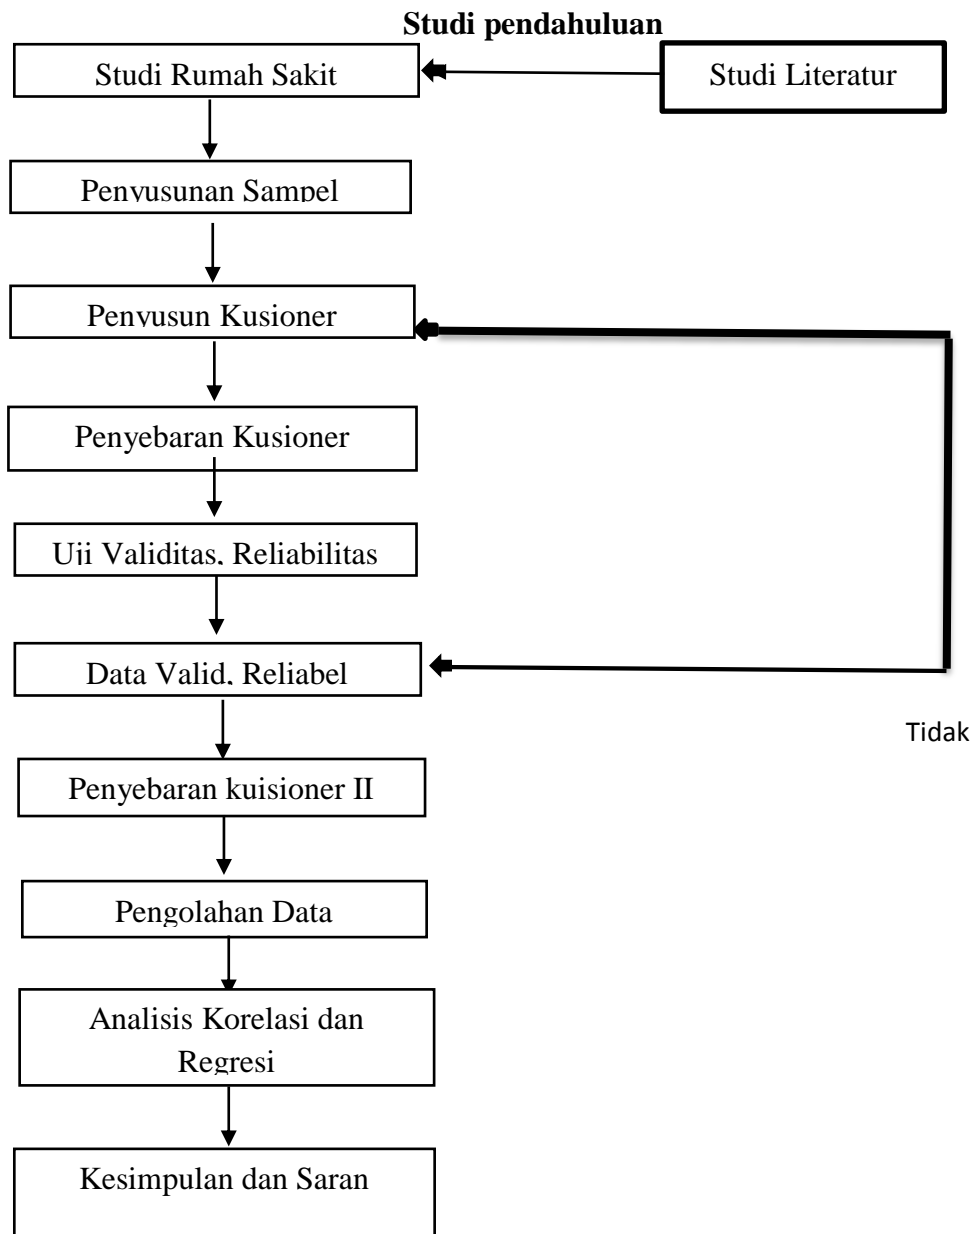 Studi pendahuluan
Studi Rumah Sakit
Studi Literatur
Penyusunan Sampel
Penyusun Kusioner
Penyebaran Kusioner
Uji Validitas, Reliabilitas
Data Valid, Reliabel
Tidak
Penyebaran kuisioner II
Pengolahan Data
Analisis Korelasi dan
Regresi
Kesimpulan dan Saran